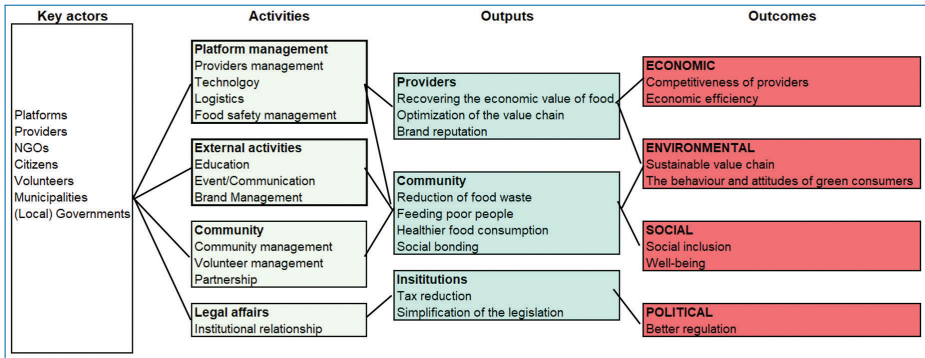 Key actors
Platforms
Providers
NGOs
Citizens
Volunteers
Municipalities
(Local) Governments
Activities
Platform management
Providers management
Technolgoy
Logistics
Food safety management
External activities
Education
Event/Communication
Brand Management
Community
Community management
Volunteer management
Partnership
Legal affairs
Institutional relationship
Outputs
Providers
Recovering the economic value of food
Optimization of the value chain
Brand reputation
Community
Reduction of food waste
Feeding poor people
Healthier food consumption
Social bonding
Insititutions
Tax reduction
Simplification of the legislation
Outcomes
ECONOMIC
Competitiveness of providers
Economic efficiency
ENVIRONMENTAL
Sustainable value chain
The behaviour and attitudes of green consumers
SOCIAL
Social inclusion
Well-being
POLITICAL
Better regulation